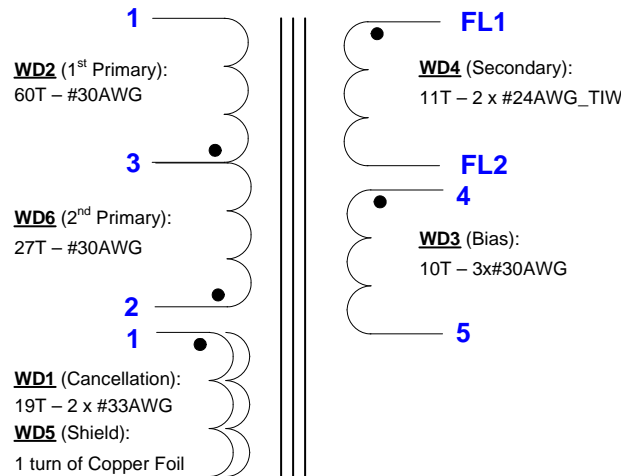 1
WD2 (1st Primary):
60T – #30AWG
3
WD6 (2nd Primary):
27T – #30AWG
2
1
WD1 (Cancellation):
19T – 2 x #33AWG
WD5 (Shield):
1 turn of Copper Foil
FL1
WD4 (Secondary):
11T – 2 x #24AWG_TIW
FL2
4
WD3 (Bias):
10T – 3x#30AWG
5